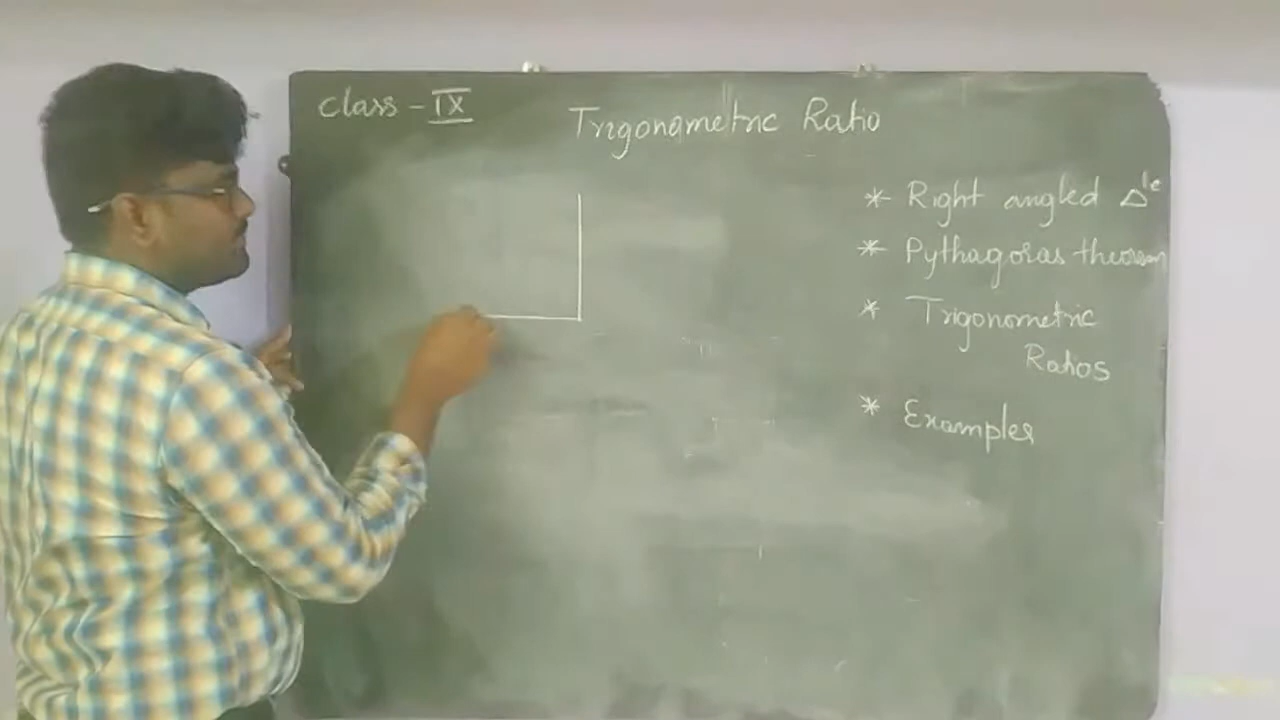 Class - IX
Trigonometric Ratio
* Right angled Δle
* Pythagoras theorem
* Trigonometric
Ratios
* Examples